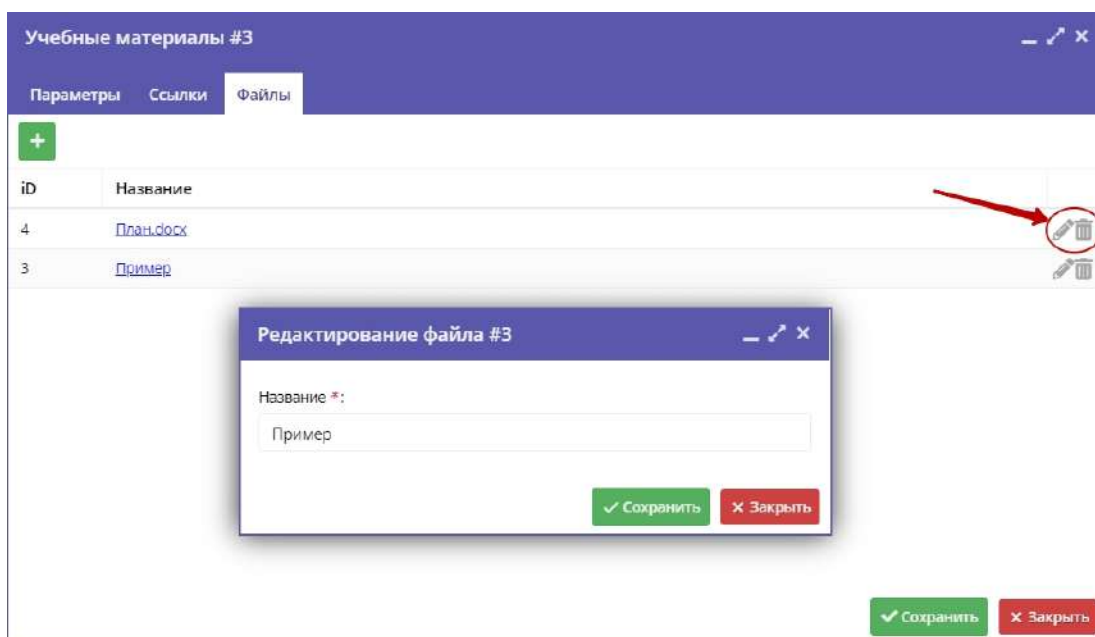 Учебные материалы #3
Параметры Ссылки Файлы
iD Название
4 План.docx
3 Пример
Редактирование файла #3
Название *:
Пример
Сохранить Закрыть
Сохранить Закрыть